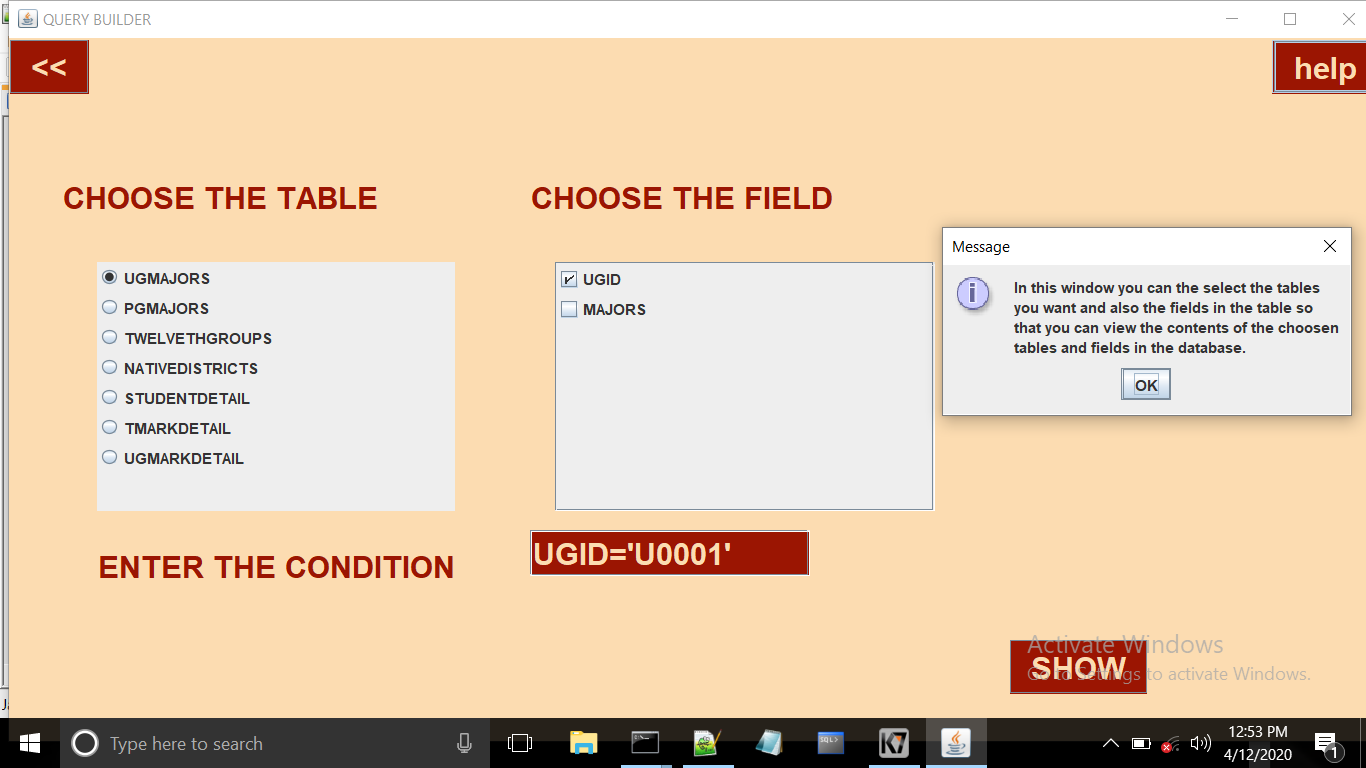 QUERY BUILDER
<<
help
CHOOSE THE TABLE
CHOOSE THE FIELD
UGMAJORS
PGMAJORS
TWELVETHGROUPS
NATIVEDISTRICTS
STUDENTDETAIL
TMARKDETAIL
UGMARKDETAIL
UGID
MAJORS
Message
In this window you can the select the tables
you want and also the fields in the table so
that you can view the contents of the choosen
tables and fields in the database.
OK
ENTER THE CONDITION
UGID='U0001'
Activate Windows
SHOW
Go to Settings to activate Windows.
Type here to search
SQL>
12:53 PM
4/12/2020
1